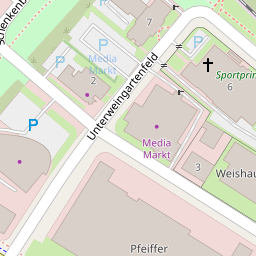 P
7
P
Media
Markt
2
P
Unterweingartenfeld
Sportprin
6
P
Media
Markt
3
Weishau
Pfeiffer